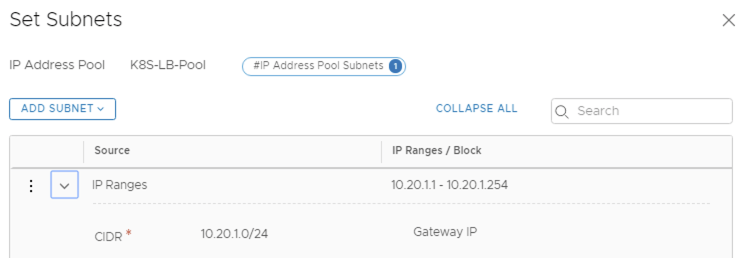 Set Subnets
IP Address Pool K8S-LB-Pool #IP Address Pool Subnets 1
ADD SUBNET COLLAPSE ALL Search
Source IP Ranges / Block
IP Ranges 10.20.1.1 - 10.20.1.254
CIDR * 10.20.1.0/24 Gateway IP